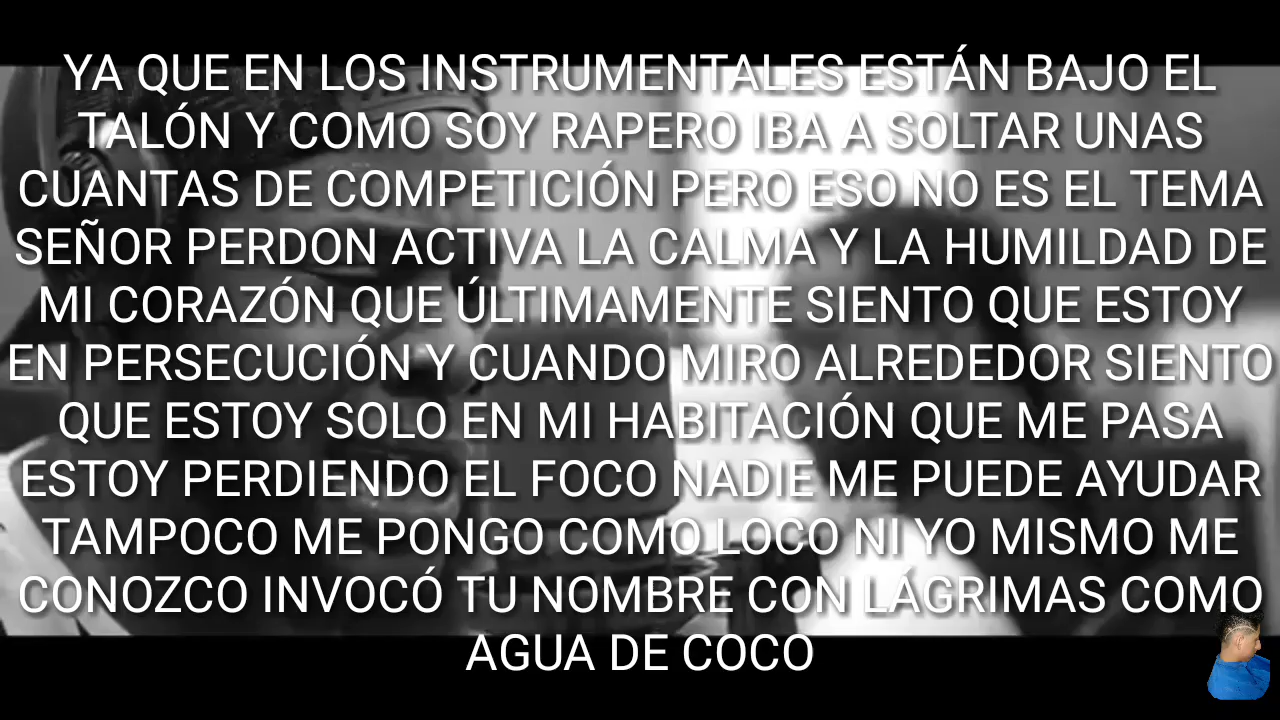 YA QUE EN LOS INSTRUMENTALES ESTÁN BAJO EL
TALÓN Y COMO SOY RAPERO IBA A SOLTAR UNAS
CUANTAS DE COMPETICIÓN PERO ESO NO ES EL TEMA
SEÑOR PERDON ACTIVA LA CALMA Y LA HUMILDAD DE
MI CORAZÓN QUE ÚLTIMAMENTE SIENTO QUE ESTOY
EN PERSECUCIÓN Y CUANDO MIRO ALREDEDOR SIENTO
QUE ESTOY SOLO EN MI HABITACIÓN QUE ME PASA
ESTOY PERDIENDO EL FOCO NADIE ME PUEDE AYUDAR
TAMPOCO ME PONGO COMO LOCO NI YO MISMO ME
CONOZCO INVOCÓ TU NOMBRE CON LÁGRIMAS COMO
AGUA DE COCO